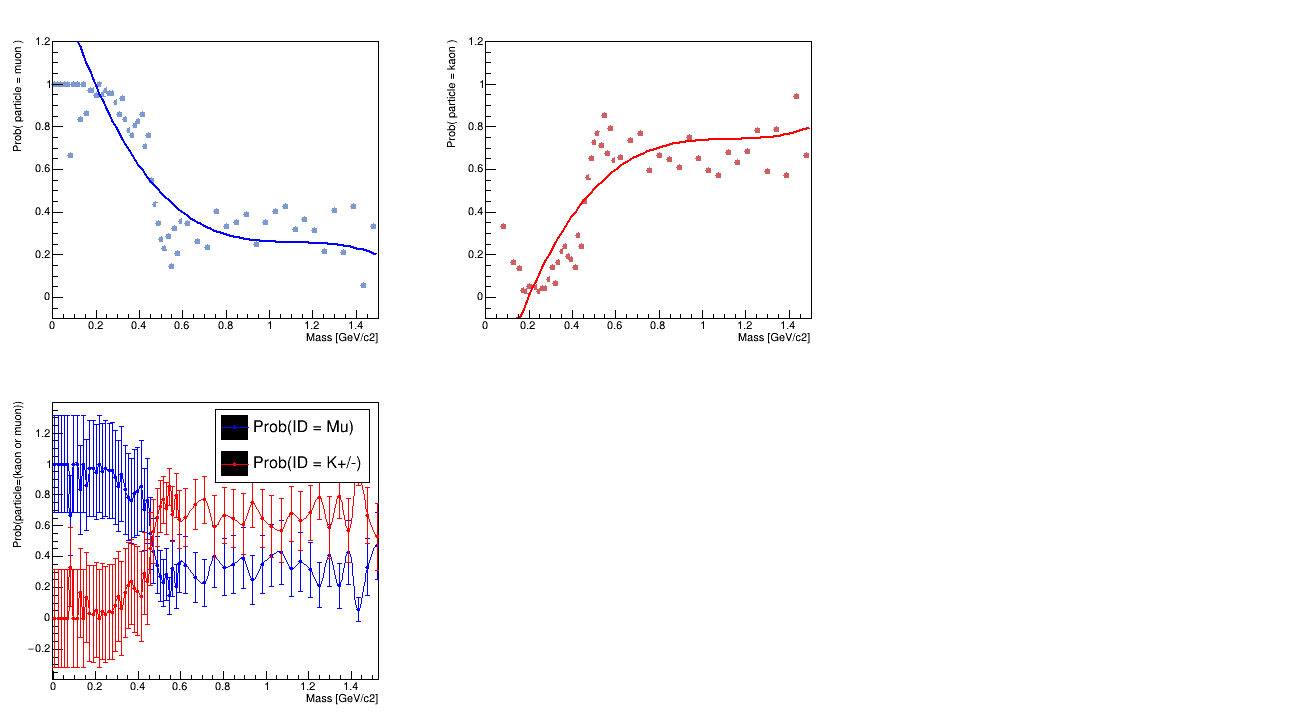 Prob( particle = muon )
1.2
1
0.8
0.6
0.4
0.2
0
0 0.2 0.4 0.6 0.8 1 1.2 1.4
Mass [GeV/c2]
Prob( particle = kaon )
1.2
1
0.8
0.6
0.4
0.2
0
0 0.2 0.4 0.6 0.8 1 1.2 1.4
Mass [GeV/c2]
Prob(particle=(kaon or muon))
1.2
1
0.8
0.6
0.4
0.2
0
−0.2
0 0.2 0.4 0.6 0.8 1 1.2 1.4
Mass [GeV/c2]
Prob(ID = Mu)
Prob(ID = K+/-)